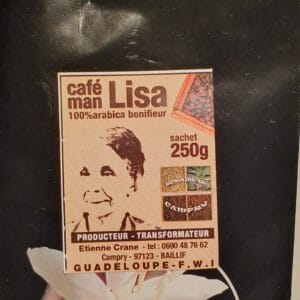 café
man Lisa
100%arabica bonifieur
sachet
250g
CAMPRY
PRODUCTEUR - TRANSFORMATEUR
Etienne Crane - tel : 0690 48 76 62
Campry - 97123 - BAILLIF
GUADELOUPE-F.W.I